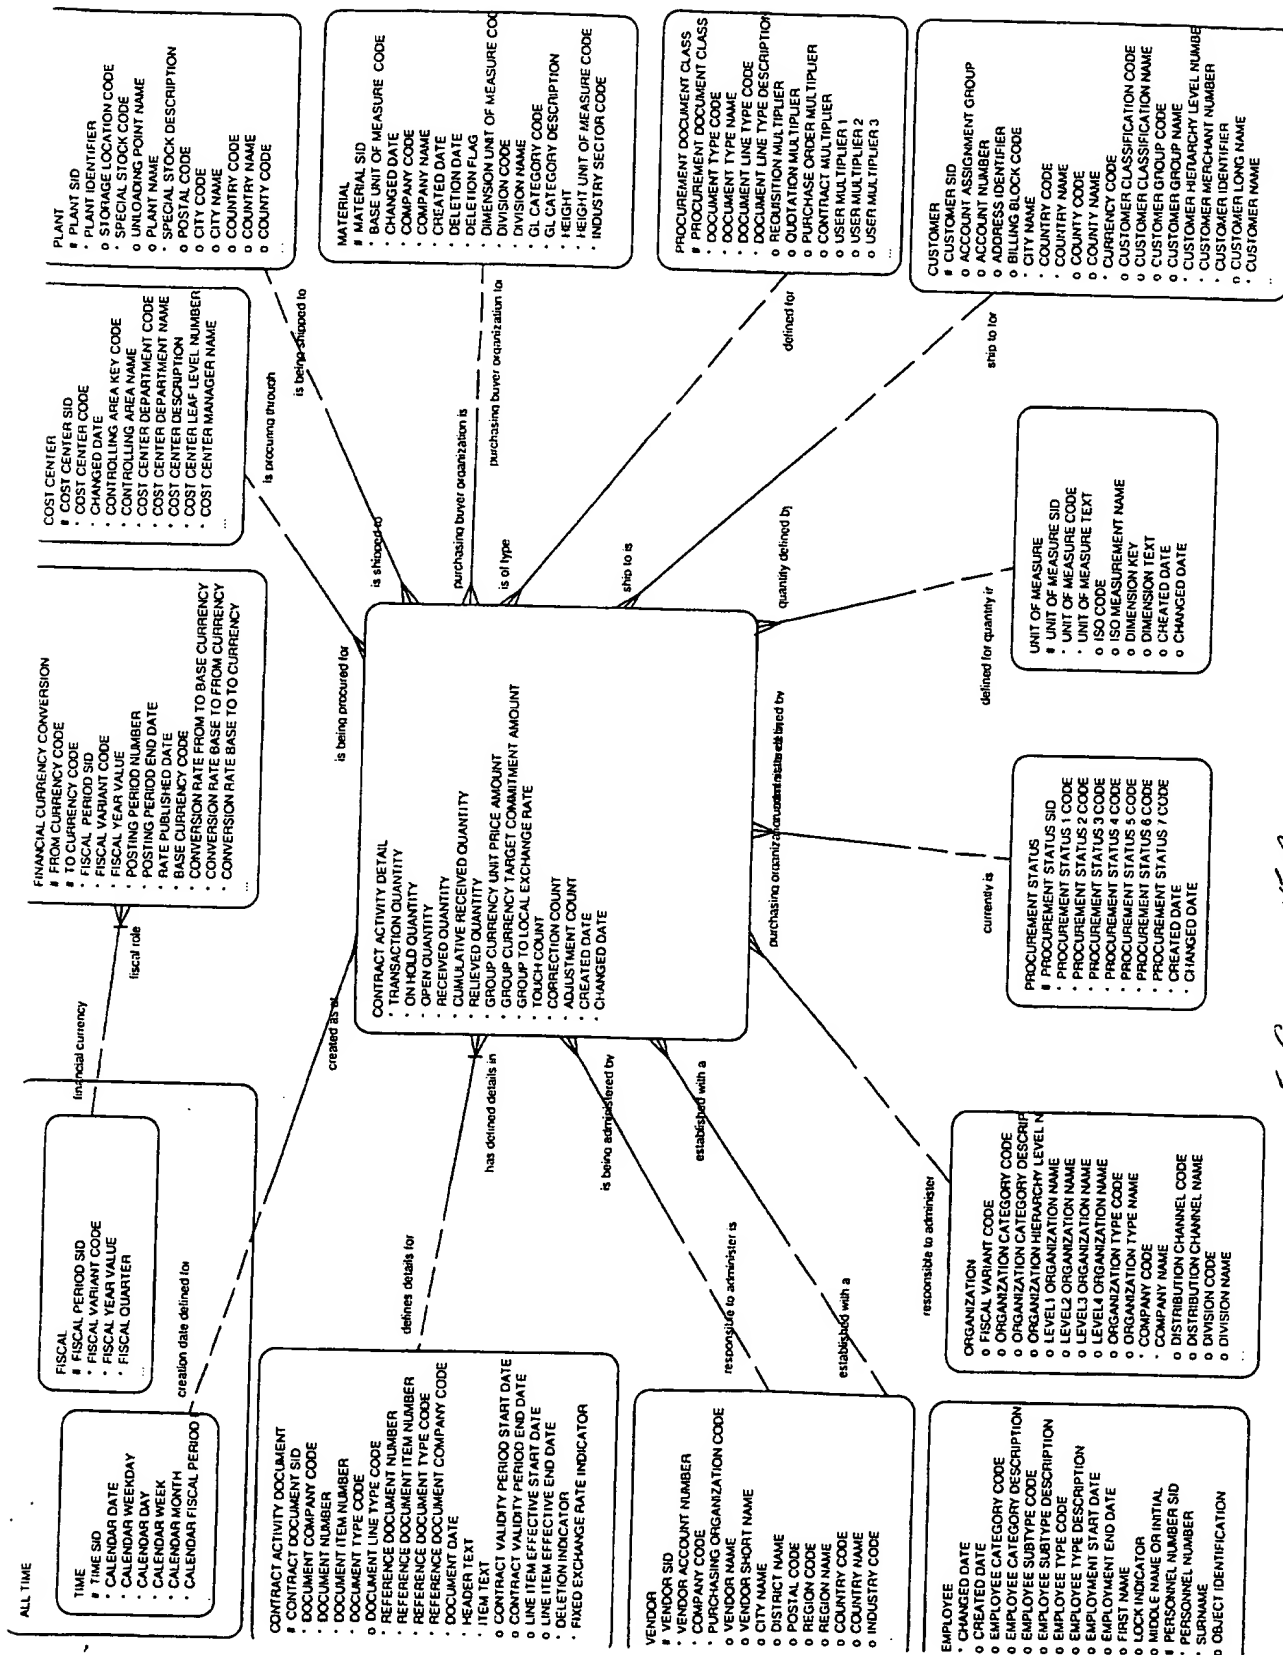 ALL TIME
TIME
# TIME SID
* CALENDAR DATE
* CALENDAR WEEKDAY
* CALENDAR DAY
* CALENDAR WEEK
* CALENDAR MONTH
* CALENDAR FISCAL PERIOD
FISCAL
# FISCAL PERIOD SID
* FISCAL VARIANT CODE
* FISCAL YEAR VALUE
* FISCAL QUARTER
...
financial currency
fiscal role
creation date defined for
created as of
FINANCIAL CURRENCY CONVERSION
# FROM CURRENCY CODE
# TO CURRENCY CODE
* FISCAL PERIOD SID
* FISCAL VARIANT CODE
* FISCAL YEAR VALUE
* POSTING PERIOD NUMBER
* POSTING PERIOD END DATE
* RATE PUBLISHED DATE
* BASE CURRENCY CODE
* CONVERSION RATE FROM TO BASE CURRENCY
* CONVERSION RATE BASE TO FROM CURRENCY
* CONVERSION RATE BASE TO TO CURRENCY
...
COST CENTER
# COST CENTER SID
* COST CENTER CODE
* CHANGED DATE
* CONTROLLING AREA KEY CODE
* CONTROLLING AREA NAME
* COST CENTER DEPARTMENT CODE
* COST CENTER DEPARTMENT NAME
* COST CENTER DESCRIPTION
* COST CENTER LEAF LEVEL NUMBER
* COST CENTER MANAGER NAME
...
is procuring through
is being procured for
PLANT
# PLANT SID
* PLANT IDENTIFIER
o STORAGE LOCATION CODE
* SPECIAL STOCK CODE
o UNLOADING POINT NAME
o PLANT NAME
* SPECIAL STOCK DESCRIPTION
o POSTAL CODE
o CITY CODE
o CITY NAME
o COUNTRY CODE
o COUNTRY NAME
o COUNTY CODE
...
is being shipped to
is shipped to
MATERIAL
# MATERIAL SID
* BASE UNIT OF MEASURE CODE
* CHANGED DATE
* COMPANY CODE
* COMPANY NAME
* CREATED DATE
* DELETION DATE
* DELETION FLAG
* DIMENSION UNIT OF MEASURE COD
* DIVISION CODE
* DIVISION NAME
* GL CATEGORY CODE
* GL CATEGORY DESCRIPTION
* HEIGHT
* HEIGHT UNIT OF MEASURE CODE
* INDUSTRY SECTOR CODE
...
purchasing buyer organization for
purchasing buyer organization is
PROCUREMENT DOCUMENT CLASS
# PROCUREMENT DOCUMENT CLASS
* DOCUMENT TYPE CODE
* DOCUMENT TYPE NAME
* DOCUMENT LINE TYPE CODE
* DOCUMENT LINE TYPE DESCRIPTION
o REQUISITION MULTIPLIER
o QUOTATION MULTIPLIER
o PURCHASE ORDER MULTIPLIER
o CONTRACT MULTIPLIER
o USER MULTIPLIER 1
o USER MULTIPLIER 2
o USER MULTIPLIER 3
...
defined for
is of type
CUSTOMER
# CUSTOMER SID
o ACCOUNT ASSIGNMENT GROUP
o ACCOUNT NUMBER
o ADDRESS IDENTIFIER
o BILLING BLOCK CODE
* CITY NAME
* COUNTRY CODE
* COUNTRY NAME
o COUNTY CODE
o COUNTY NAME
* CURRENCY CODE
o CUSTOMER CLASSIFICATION CODE
o CUSTOMER CLASSIFICATION NAME
o CUSTOMER GROUP CODE
o CUSTOMER GROUP NAME
* CUSTOMER HIERARCHY LEVEL NUMBE
* CUSTOMER MERCHANT NUMBER
* CUSTOMER IDENTIFIER
o CUSTOMER LONG NAME
* CUSTOMER NAME
...
ship to for
ship to is
CONTRACT ACTIVITY DETAIL
* TRANSACTION QUANTITY
* ON HOLD QUANTITY
* OPEN QUANTITY
* RECEIVED QUANTITY
* CUMULATIVE RECEIVED QUANTITY
* RELIEVED QUANTITY
* GROUP CURRENCY UNIT PRICE AMOUNT
* GROUP CURRENCY TARGET COMMITMENT AMOUNT
* GROUP TO LOCAL EXCHANGE RATE
* TOUCH COUNT
* CORRECTION COUNT
* ADJUSTMENT COUNT
* CREATED DATE
* CHANGED DATE
quantity defined by
defined for quantity in
UNIT OF MEASURE
# UNIT OF MEASURE SID
* UNIT OF MEASURE CODE
* UNIT OF MEASURE TEXT
o ISO CODE
o ISO MEASUREMENT NAME
o DIMENSION KEY
o DIMENSION TEXT
o CREATED DATE
o CHANGED DATE
currently is
PROCUREMENT STATUS
# PROCUREMENT STATUS SID
* PROCUREMENT STATUS 1 CODE
* PROCUREMENT STATUS 2 CODE
* PROCUREMENT STATUS 3 CODE
* PROCUREMENT STATUS 4 CODE
* PROCUREMENT STATUS 5 CODE
* PROCUREMENT STATUS 6 CODE
* PROCUREMENT STATUS 7 CODE
* CREATED DATE
* CHANGED DATE
purchasing organization
responsible to administer
ORGANIZATION
o FISCAL VARIANT CODE
o ORGANIZATION CATEGORY CODE
o ORGANIZATION CATEGORY DESCRIP
o ORGANIZATION HIERARCHY LEVEL N
o LEVEL1 ORGANIZATION NAME
o LEVEL2 ORGANIZATION NAME
o LEVEL3 ORGANIZATION NAME
o LEVEL4 ORGANIZATION NAME
o ORGANIZATION TYPE CODE
o ORGANIZATION TYPE NAME
* COMPANY CODE
* COMPANY NAME
o DISTRIBUTION CHANNEL CODE
o DISTRIBUTION CHANNEL NAME
o DIVISION CODE
o DIVISION NAME
...
has defined details in
defines details for
CONTRACT ACTIVITY DOCUMENT
# CONTRACT DOCUMENT SID
* DOCUMENT COMPANY CODE
* DOCUMENT NUMBER
* DOCUMENT ITEM NUMBER
* DOCUMENT TYPE CODE
o DOCUMENT LINE TYPE CODE
* REFERENCE DOCUMENT NUMBER
* REFERENCE DOCUMENT ITEM NUMBER
* REFERENCE DOCUMENT TYPE CODE
* REFERENCE DOCUMENT COMPANY CODE
* DOCUMENT DATE
* HEADER TEXT
* ITEM TEXT
o CONTRACT VALIDITY PERIOD START DATE
o CONTRACT VALIDITY PERIOD END DATE
o LINE ITEM EFFECTIVE START DATE
o LINE ITEM EFFECTIVE END DATE
* DELETION INDICATOR
* FIXED EXCHANGE RATE INDICATOR
is being administered by
responsible to administer is
established with a
established with a
VENDOR
# VENDOR SID
* VENDOR ACCOUNT NUMBER
* COMPANY CODE
* PURCHASING ORGANIZATION CODE
o VENDOR NAME
o VENDOR SHORT NAME
o CITY NAME
o DISTRICT NAME
o POSTAL CODE
o REGION CODE
o REGION NAME
o COUNTRY CODE
o COUNTRY NAME
o INDUSTRY CODE
EMPLOYEE
* CHANGED DATE
o CREATED DATE
o EMPLOYEE CATEGORY CODE
o EMPLOYEE CATEGORY DESCRIPTION
o EMPLOYEE SUBTYPE CODE
o EMPLOYEE SUBTYPE DESCRIPTION
o EMPLOYEE TYPE CODE
o EMPLOYEE TYPE DESCRIPTION
o EMPLOYMENT START DATE
o EMPLOYMENT END DATE
o FIRST NAME
o LOCK INDICATOR
o MIDDLE NAME OR INITIAL
# PERSONNEL NUMBER SID
* PERSONNEL NUMBER
* SURNAME
o OBJECT IDENTIFICATION